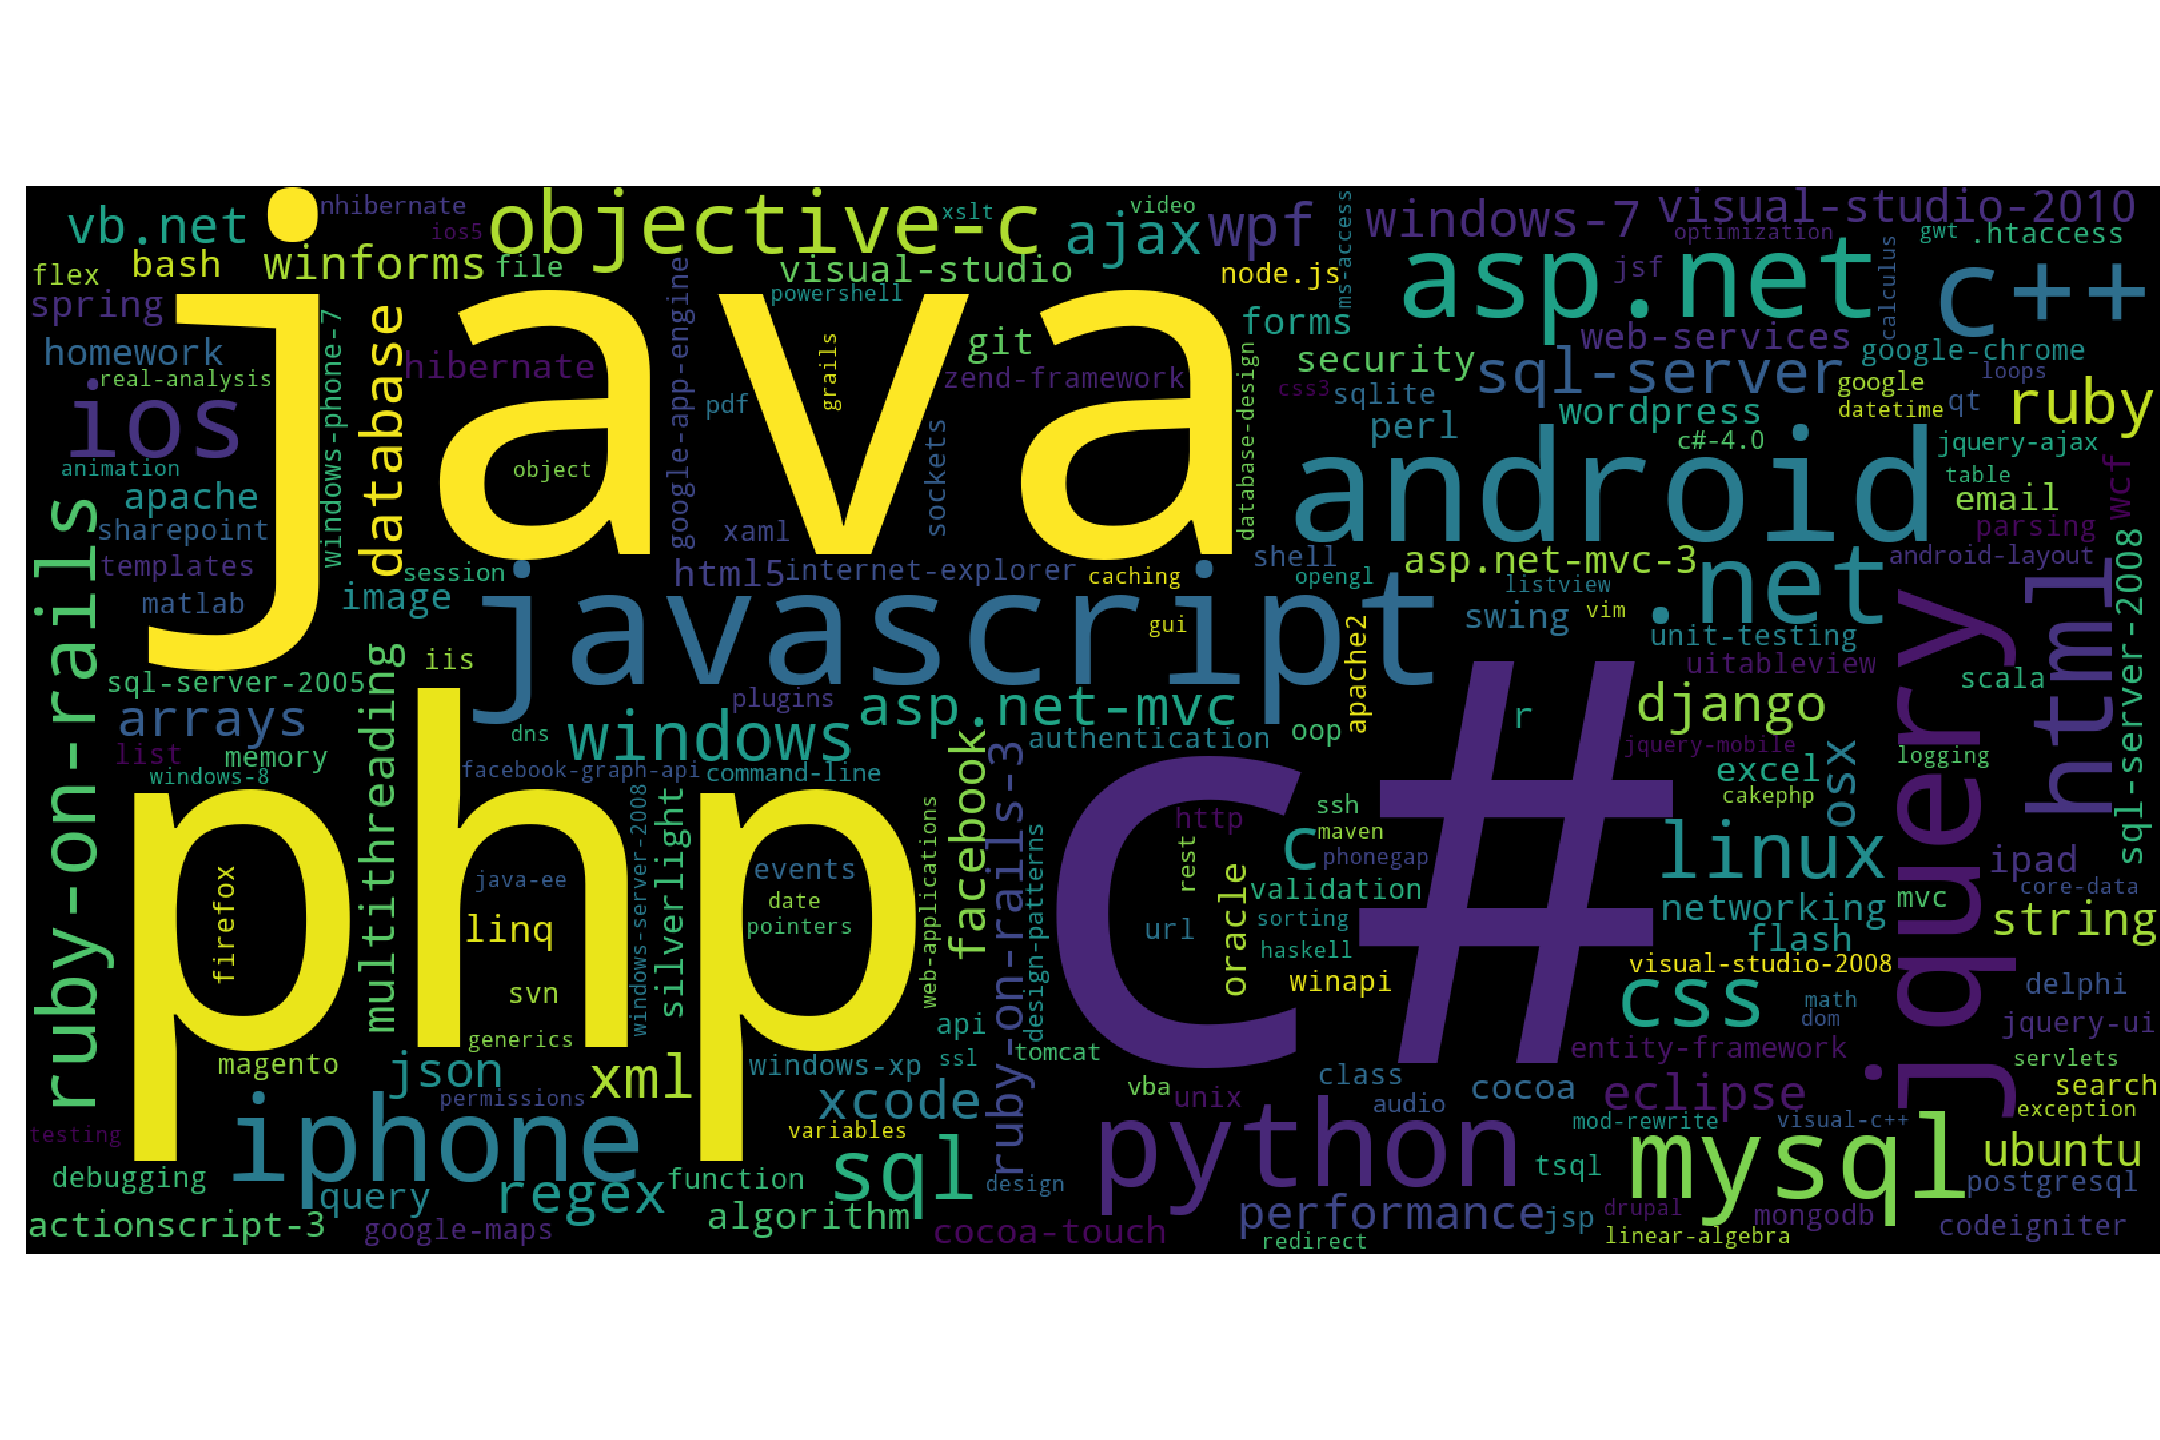 vb.net
nhibernate
ios5
objective-c
xslt
video
ajax
wpf
ms-access
windows-7
visual-studio-2010
optimization
gwt
.htaccess
flex
bash
winforms
file
visual-studio
powershell
node.js
asp.net
jsf
calculus
c++
spring
java
forms
web-services
homework
windows-phone-7
database
hibernate
google-app-engine
grails
git
zend-framework
database-design
security
sql-server
google-chrome
real-analysis
ios
pdf
css3
sqlite
google
loops
datetime
qt
ruby
wordpress
perl
c#-4.0
jquery-ajax
animation
object
sockets
android
table
wcf
apache
email
sharepoint
xaml
parsing
templates
session
html5
internet-explorer
caching
shell
opengl
asp.net-mvc-3
listview
.net
android-layout
sql-server-2008
ruby-on-rails
matlab
image
javascript
gui
apache2
swing
vim
unit-testing
jquery
html
multithreading
iis
uitableview
sql-server-2005
plugins
scala
arrays
windows
asp.net-mvc
r
django
list
memory
dns
facebook
ruby-on-rails-3
authentication
oop
jquery-mobile
logging
windows-8
facebook-graph-api
command-line
c#
excel
osx
cakephp
php
windows-server-2008
silverlight
web-applications
design-patterns
http
ssh
maven
c
phonegap
linux
ipad
firefox
java-ee
events
rest
oracle
validation
core-data
mvc
linq
date
pointers
url
sorting
networking
string
haskell
flash
svn
winapi
visual-studio-2008
delphi
css
math
dom
jquery-ui
generics
api
magento
json
xml
windows-xp
ssl
tomcat
entity-framework
servlets
permissions
xcode
vba
unix
class
audio
cocoa
eclipse
search
exception
testing
iphone
variables
python
mod-rewrite
visual-c++
mysql
ubuntu
debugging
query
regex
function
sql
design
tsql
postgresql
actionscript-3
google-maps
algorithm
cocoa-touch
performance
redirect
jsp
drupal
linear-algebra
mongodb
codeigniter